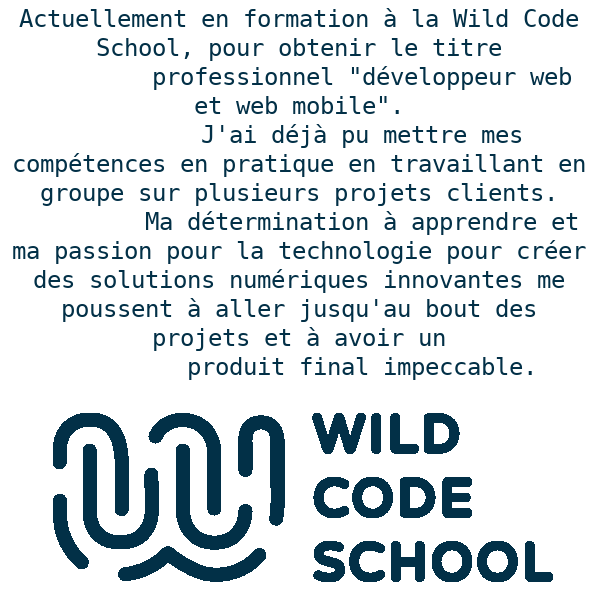 Actuellement en formation à la Wild Code
School, pour obtenir le titre
professionnel "développeur web
et web mobile".
J'ai déjà pu mettre mes
compétences en pratique en travaillant en
groupe sur plusieurs projets clients.
Ma détermination à apprendre et
ma passion pour la technologie pour créer
des solutions numériques innovantes me
poussent à aller jusqu'au bout des
projets et à avoir un
produit final impeccable.
WILD
CODE
SCHOOL